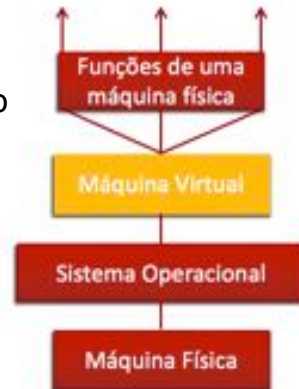 Funções de uma
máquina física
o
Máquina Virtual
Sistema Operacional
Máquina Física